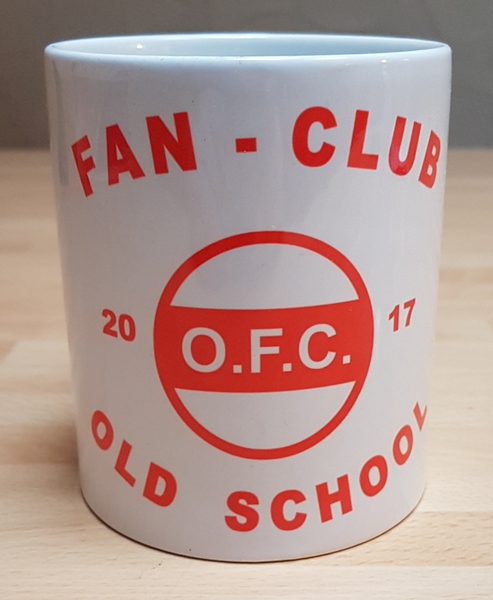 FAN - CLUB
20 17
O.F.C.
OLD SCHOOL